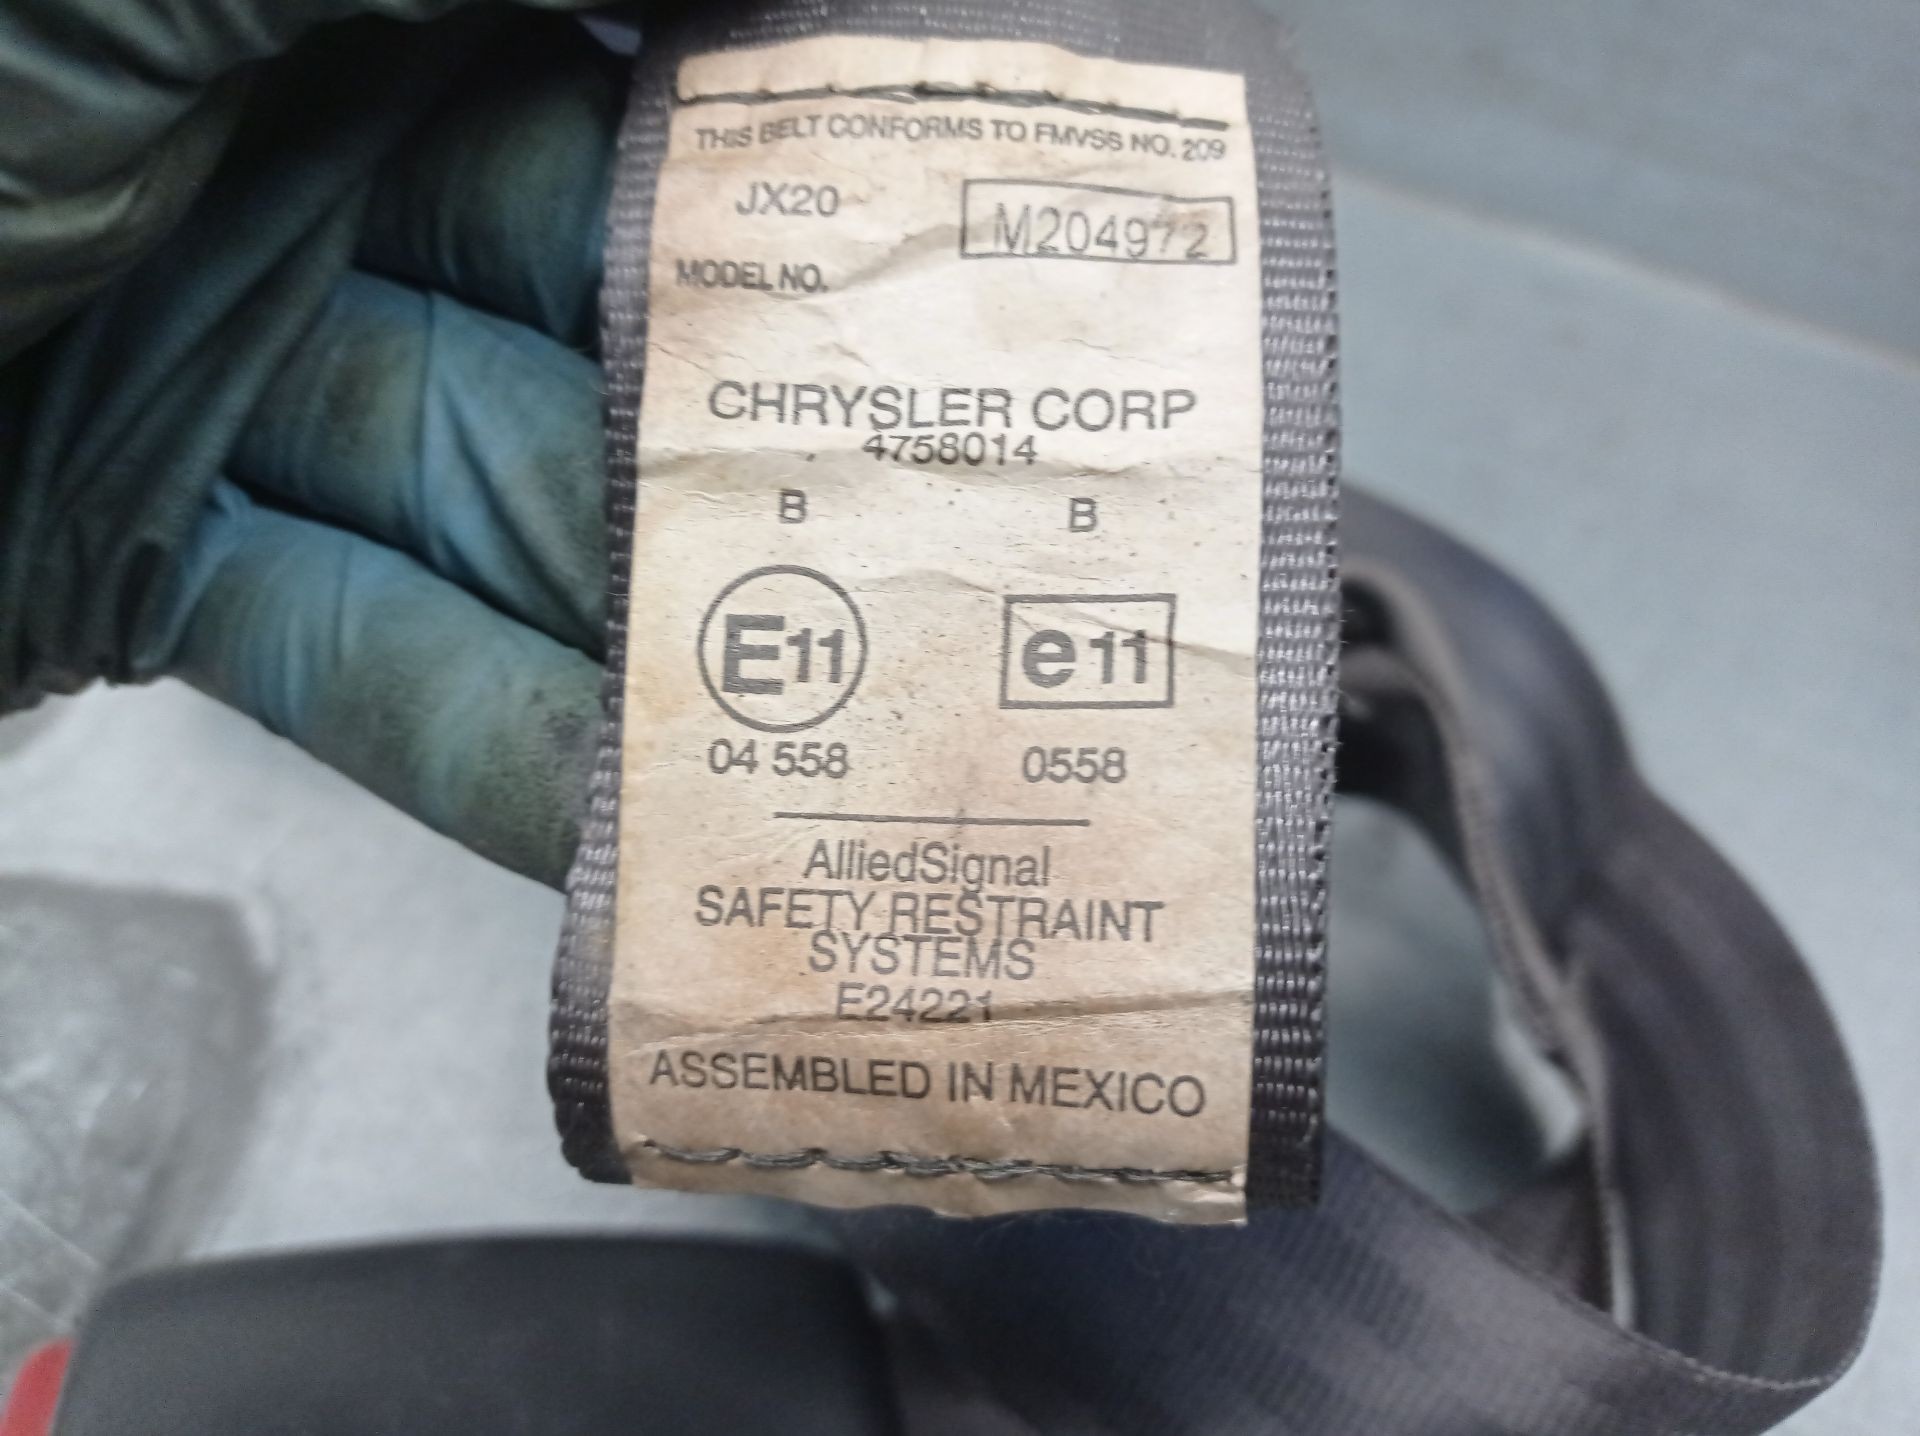 THIS BELT CONFORMS TO FMVSS NO. 209
JX20
M204972
MODEL NO.
CHRYSLER CORP
4758014
B B
E11 e11
04 558 0558
AlliedSignal
SAFETY RESTRAINT
SYSTEMS
E24221
ASSEMBLED IN MEXICO